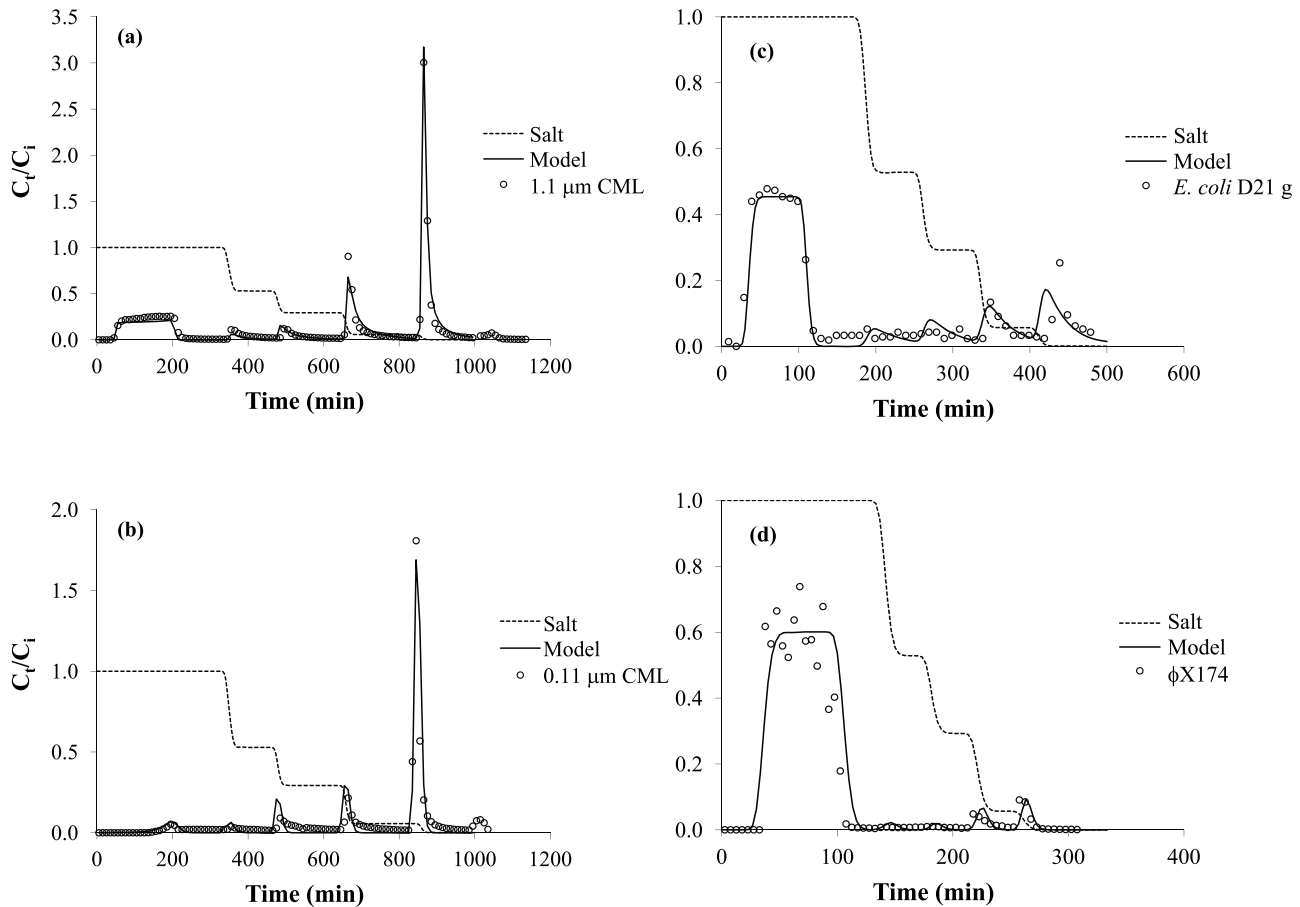 (a)
3.5
3.0
2.5
2.0
1.5
1.0
0.5
0.0
Ct/Ci
0 200 400 600 800 1000 1200
Time (min)
Salt
Model
1.1 μm CML
(c)
1.0
0.8
0.6
0.4
0.2
0.0
0 100 200 300 400 500 600
Time (min)
Salt
Model
E. coli D21 g
(b)
2.0
1.5
1.0
0.5
0.0
Ct/Ci
0 200 400 600 800 1000 1200
Time (min)
Salt
Model
0.11 μm CML
(d)
1.0
0.8
0.6
0.4
0.2
0.0
0 100 200 300 400
Time (min)
Salt
Model
ϕX174